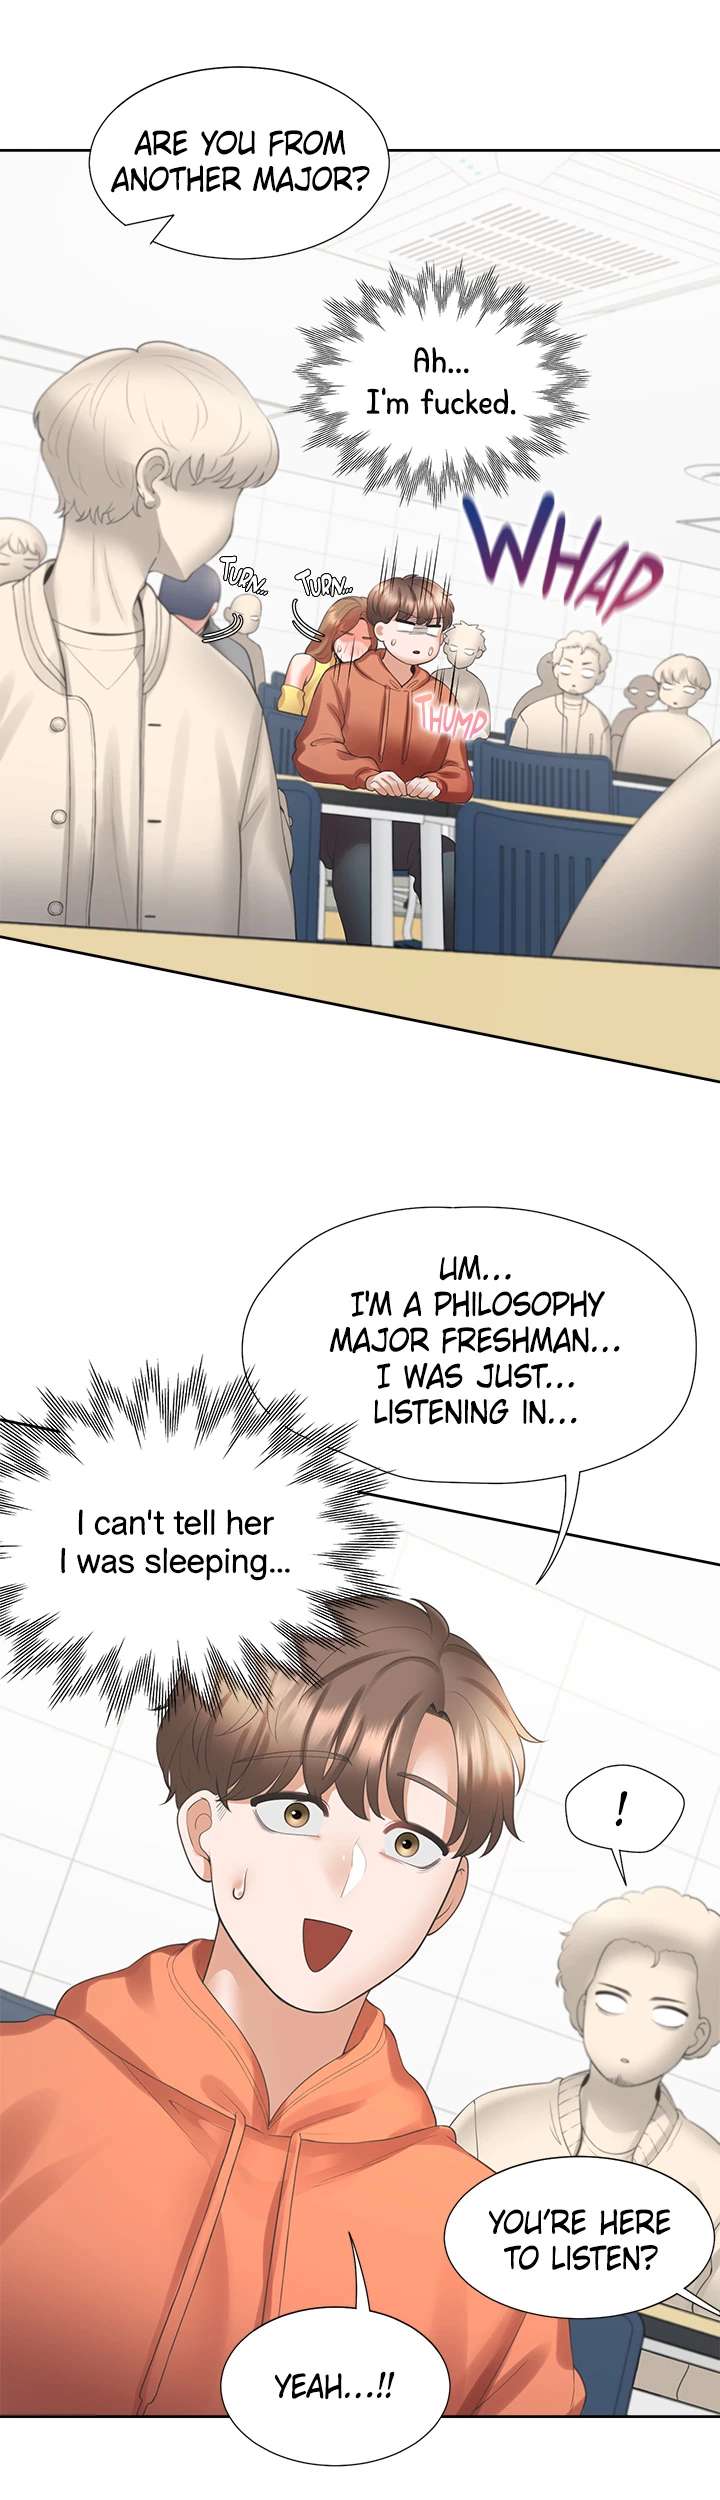 ARE YOU FROM
ANOTHER MAJOR?
Ah...
I'm fucked.
WHAP
TURN...
TURN...
THUMP
UM...
I'M A PHILOSOPHY
MAJOR FRESHMAN...
I WAS JUST...
LISTENING IN...
I can't tell her
I was sleeping...
!
YOU'RE HERE
TO LISTEN?
YEAH...!!